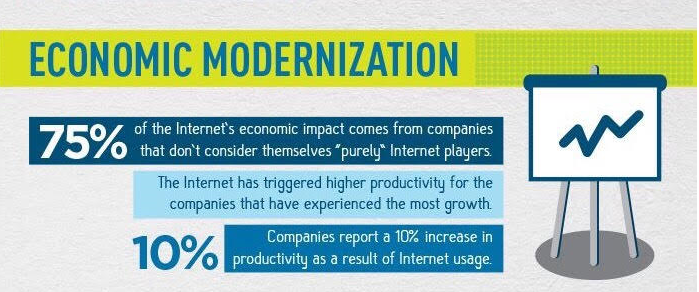 ECONOMIC MODERNIZATION
75%
of the Internet's economic impact comes from companies
that don't consider themselves "purely" Internet players.
The Internet has triggered higher productivity for the
companies that have experienced the most growth.
10%
Companies report a 10% increase in
productivity as a result of Internet usage.